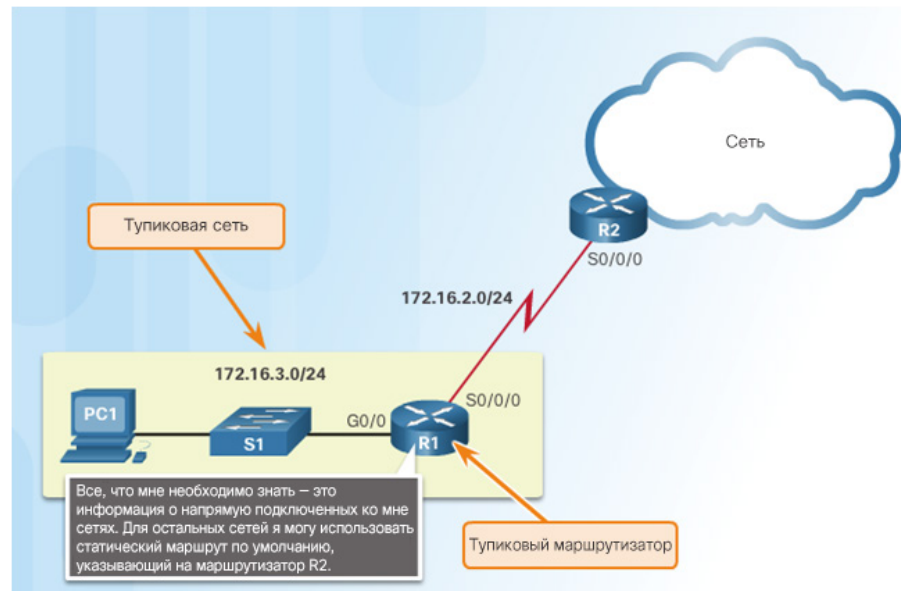 Сеть
Тупиковая сеть
R2
S0/0/0
172.16.2.0/24
172.16.3.0/24
S0/0/0
PC1
G0/0
S1
R1
Все, что мне необходимо знать – это
информация о напрямую подключенных ко мне
сетях. Для остальных сетей я могу использовать
статический маршрут по умолчанию,
указывающий на маршрутизатор R2.
Тупиковый маршрутизатор